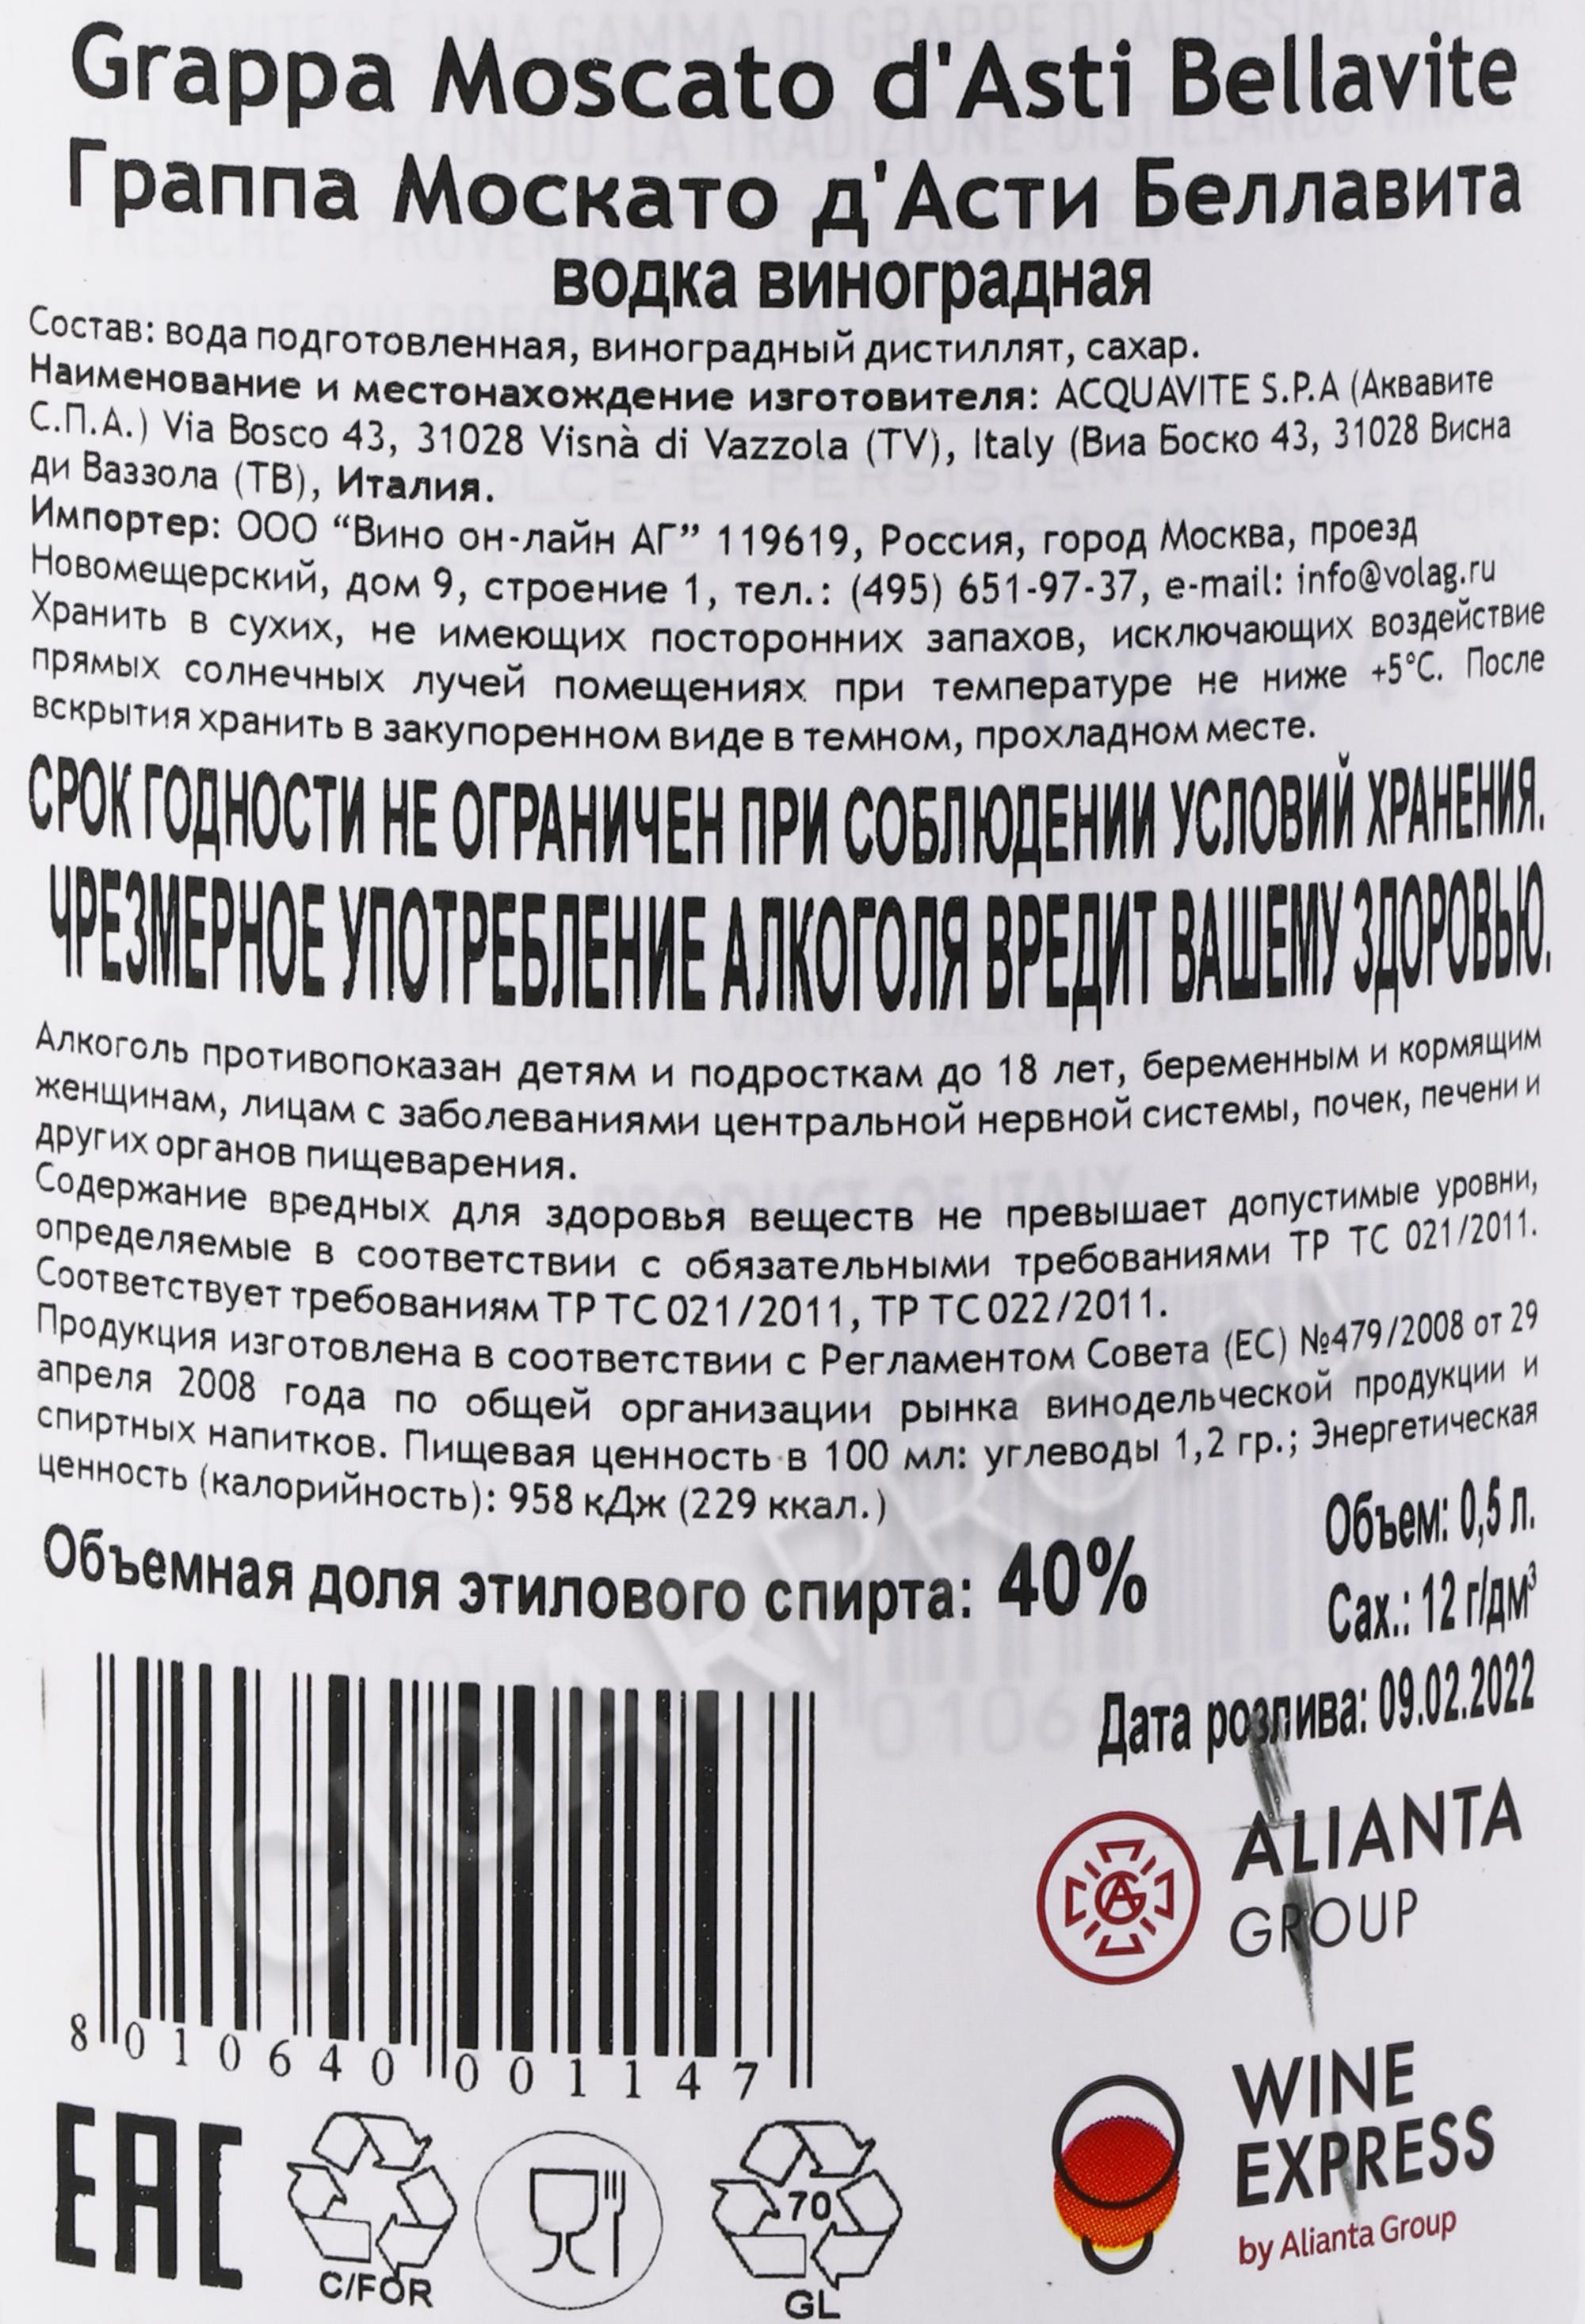 Grappa Moscato d'Asti Bellavite
Граппа Москато д'Асти Беллавита
водка виноградная
Состав: вода подготовленная, виноградный дистиллят, сахар.
Наименование и местонахождение изготовителя: ACQUAVITE S.P.A (Аквавите
С.П.А.) Via Bosco 43, 31028 Visnà di Vazzola (TV), Italy (Виа Боско 43, 31028 Висна
ди Ваззола (ТВ), Италия.
Импортер: ООО “Вино он-лайн АГ” 119619, Россия, город Москва, проезд
Новомещерский, дом 9, строение 1, тел.: (495) 651-97-37, e-mail: info@volag.ru
Хранить в сухих, не имеющих посторонних запахов, исключающих воздействие
прямых солнечных лучей помещениях при температуре не ниже +5°С. После
вскрытия хранить в закупоренном виде в темном, прохладном месте.
СРОК ГОДНОСТИ НЕ ОГРАНИЧЕН ПРИ СОБЛЮДЕНИИ УСЛОВИЙ ХРАНЕНИЯ.
ЧРЕЗМЕРНОЕ УПОТРЕБЛЕНИЕ АЛКОГОЛЯ ВРЕДИТ ВАШЕМУ ЗДОРОВЬЮ.
Алкоголь противопоказан детям и подросткам до 18 лет, беременным и кормящим
женщинам, лицам с заболеваниями центральной нервной системы, почек, печени и
других органов пищеварения.
Содержание вредных для здоровья веществ не превышает допустимые уровни,
определяемые в соответствии с обязательными требованиями ТР ТС 021/2011.
Соответствует требованиям ТР ТС 021/2011, ТР ТС 022/2011.
Продукция изготовлена в соответствии с Регламентом Совета (ЕС) №479/2008 от 29
апреля 2008 года по общей организации рынка винодельческой продукции и
спиртных напитков. Пищевая ценность в 100 мл: углеводы 1,2 гр.; Энергетическая
ценность (калорийность): 958 кДж (229 ккал.)
Объем: 0,5 л.
Объемная доля этилового спирта: 40%
Сах.: 12 г/дм³
Дата розлива: 09.02.2022
ALIANTA
GROUP
8 010640 001147
WINE
EXPRESS
by Alianta Group
EAC
C/FOR
70
GL
CIGARPRO.ru